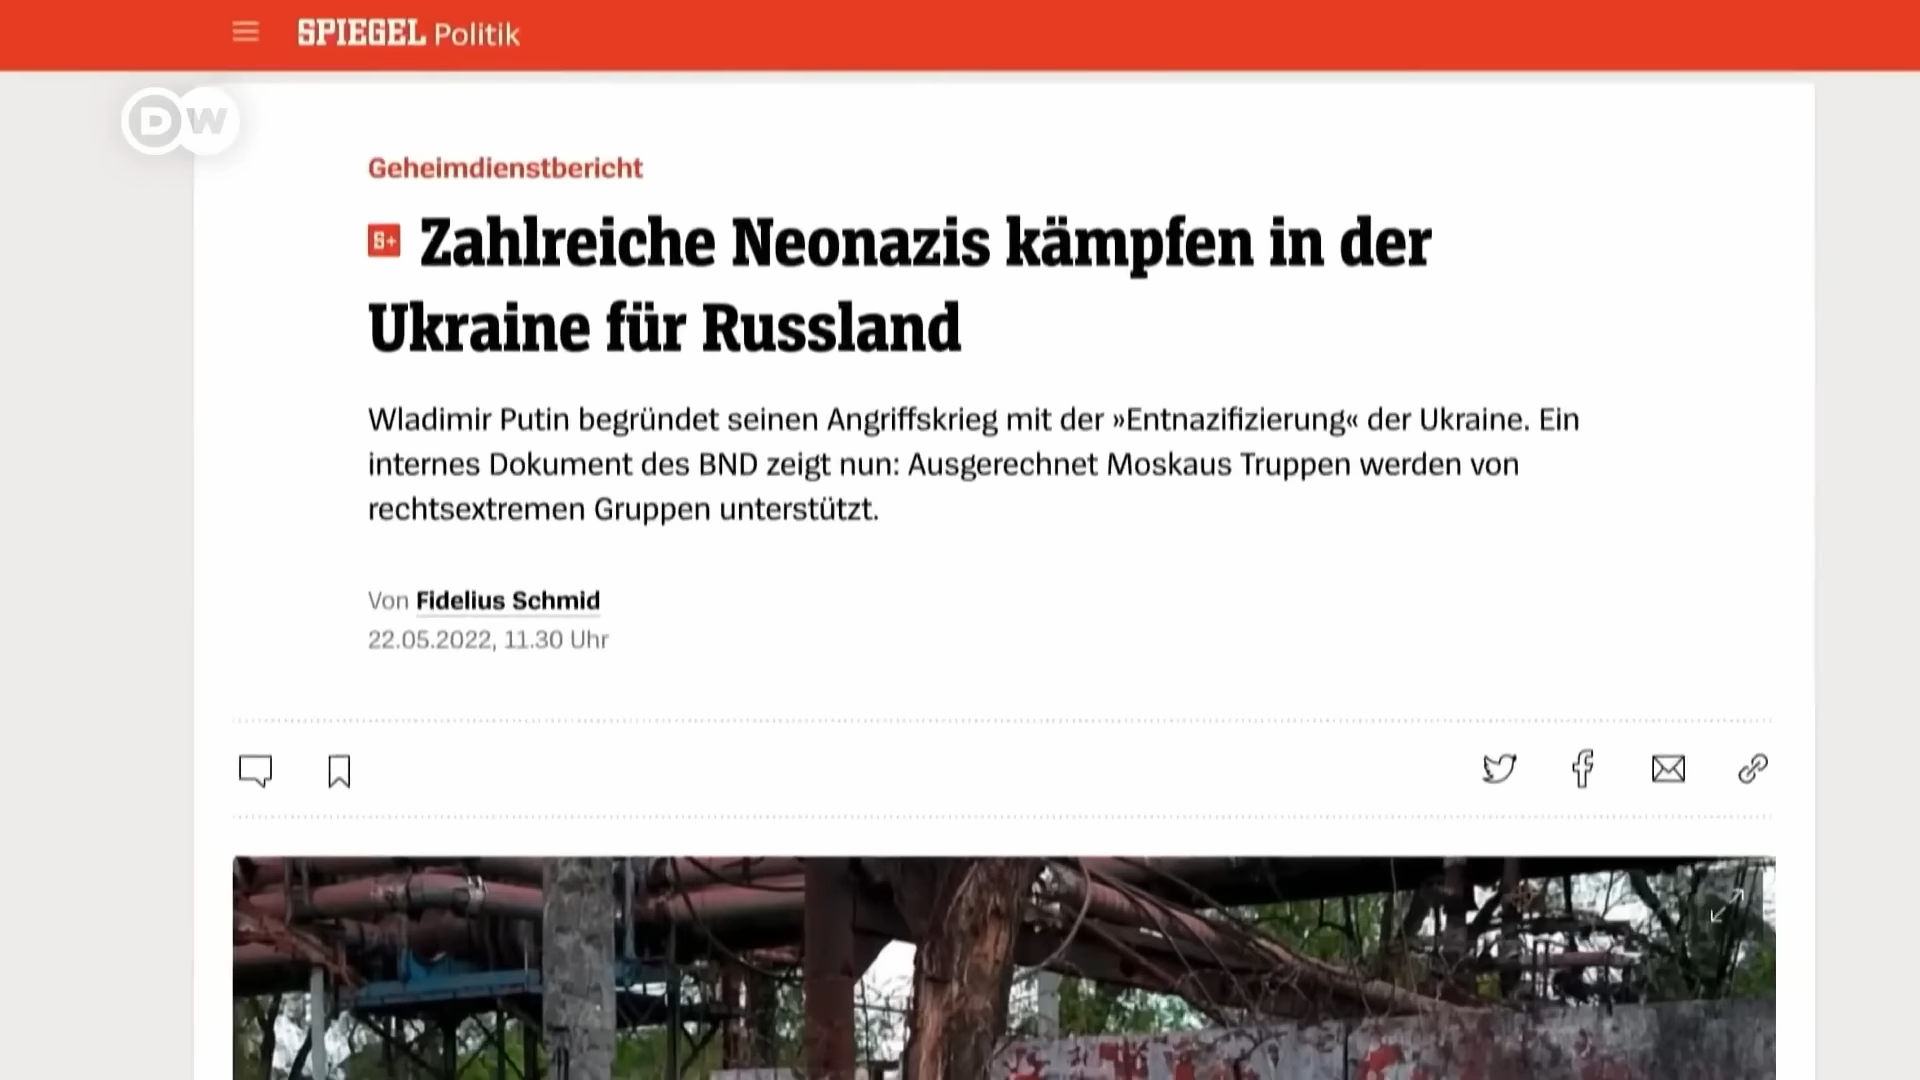 SPIEGEL Politik
DW
Geheimdienstbericht
S+ Zahlreiche Neonazis kämpfen in der
Ukraine für Russland
Wladimir Putin begründet seinen Angriffskrieg mit der »Entnazifizierung« der Ukraine. Ein
internes Dokument des BND zeigt nun: Ausgerechnet Moskaus Truppen werden von
rechtsextremen Gruppen unterstützt.
Von Fidelius Schmid
22.05.2022, 11.30 Uhr